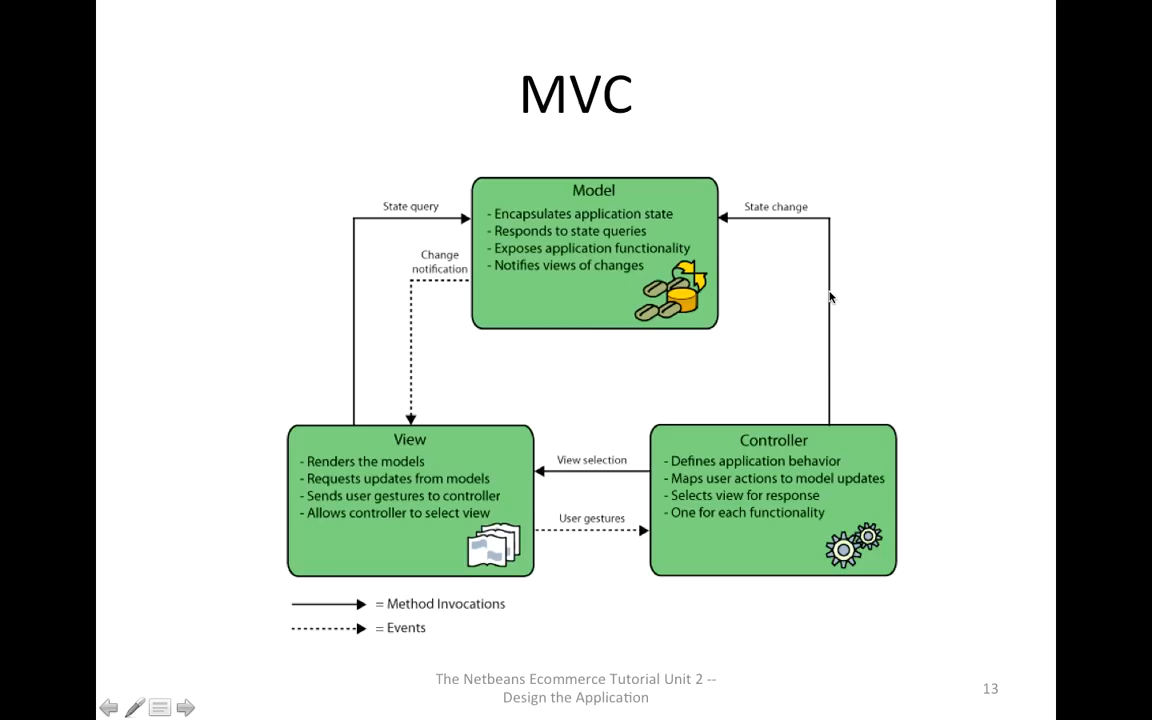 MVC
Model
- Encapsulates application state
- Responds to state queries
- Exposes application functionality
- Notifies views of changes
State query
State change
Change
notification
View
- Renders the models
- Requests updates from models
- Sends user gestures to controller
- Allows controller to select view
View selection
User gestures
Controller
- Defines application behavior
- Maps user actions to model updates
- Selects view for response
- One for each functionality
= Method Invocations
= Events
The Netbeans Ecommerce Tutorial Unit 2 --
Design the Application
13